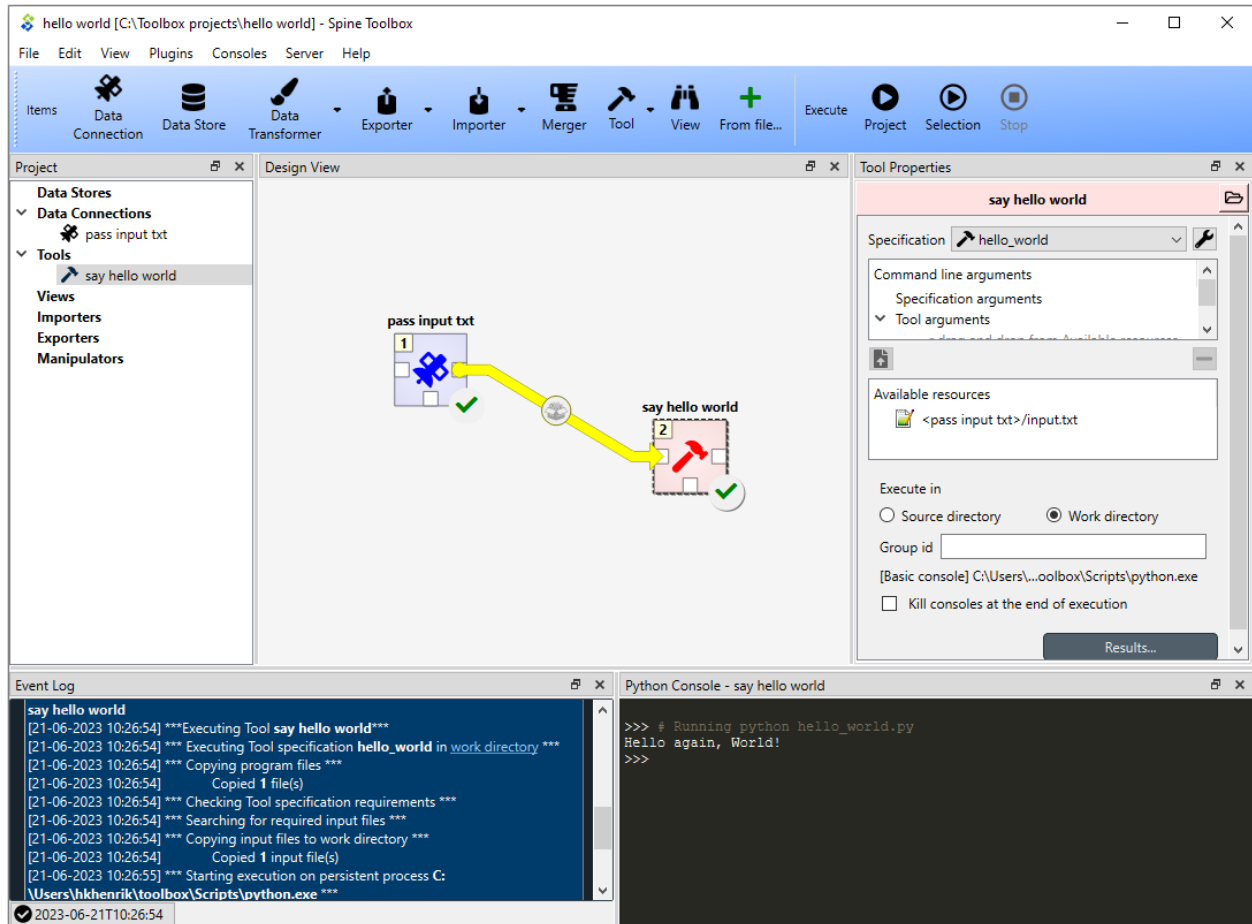 hello world [C:\Toolbox projects\hello world] - Spine Toolbox
File Edit View Plugins Consoles Server Help
Items
Data Connection
Data Store
Data Transformer
Exporter
Importer
Merger
Tool
View
From file...
Execute
Project
Selection
Stop
Project
Data Stores
Data Connections
pass input txt
Tools
say hello world
Views
Importers
Exporters
Manipulators
Design View
pass input txt
1
say hello world
2
Tool Properties
say hello world
Specification hello_world
Command line arguments
Specification arguments
Tool arguments
Available resources
<pass input txt>/input.txt
Execute in
Source directory Work directory
Group id
[Basic console] C:\Users\...oolbox\Scripts\python.exe
Kill consoles at the end of execution
Results...
Event Log
say hello world
[21-06-2023 10:26:54] ***Executing Tool say hello world***
[21-06-2023 10:26:54] *** Executing Tool specification hello_world in work directory ***
[21-06-2023 10:26:54] *** Copying program files ***
[21-06-2023 10:26:54] Copied 1 file(s)
[21-06-2023 10:26:54] *** Checking Tool specification requirements ***
[21-06-2023 10:26:54] *** Searching for required input files ***
[21-06-2023 10:26:54] *** Copying input files to work directory ***
[21-06-2023 10:26:54] Copied 1 input file(s)
[21-06-2023 10:26:55] *** Starting execution on persistent process C:
\Users\hkhenrik\toolbox\Scripts\python.exe ***
2023-06-21T10:26:54
Python Console - say hello world
>>> # Running python hello_world.py
Hello again, World!
>>>